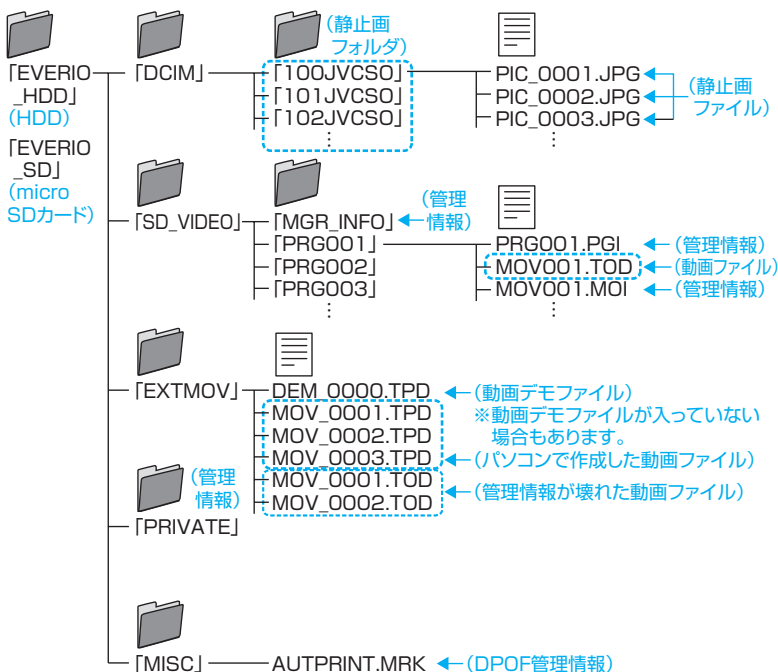 (静止画
フォルダ)
「EVERIO
_HDD」
(HDD)
「EVERIO
_SD」
(micro
SDカード)
「DCIM」
「100JVCSO」
「101JVCSO」
「102JVCSO」
⋮
PIC_0001.JPG
PIC_0002.JPG
PIC_0003.JPG
⋮
(静止画
ファイル)
「SD_VIDEO」
「MGR_INFO」
(管理
情報)
「PRG001」
「PRG002」
「PRG003」
⋮
PRG001.PGI
(管理情報)
MOV001.TOD
(動画ファイル)
MOV001.MOI
(管理情報)
⋮
「EXTMOV」
DEM_0000.TPD
(動画デモファイル)
※動画デモファイルが入っていない
場合もあります。
MOV_0001.TPD
MOV_0002.TPD
MOV_0003.TPD
(パソコンで作成した動画ファイル)
MOV_0001.TOD
MOV_0002.TOD
(管理情報が壊れた動画ファイル)
(管理
情報)
「PRIVATE」
「MISC」
AUTPRINT.MRK
(DPOF管理情報)